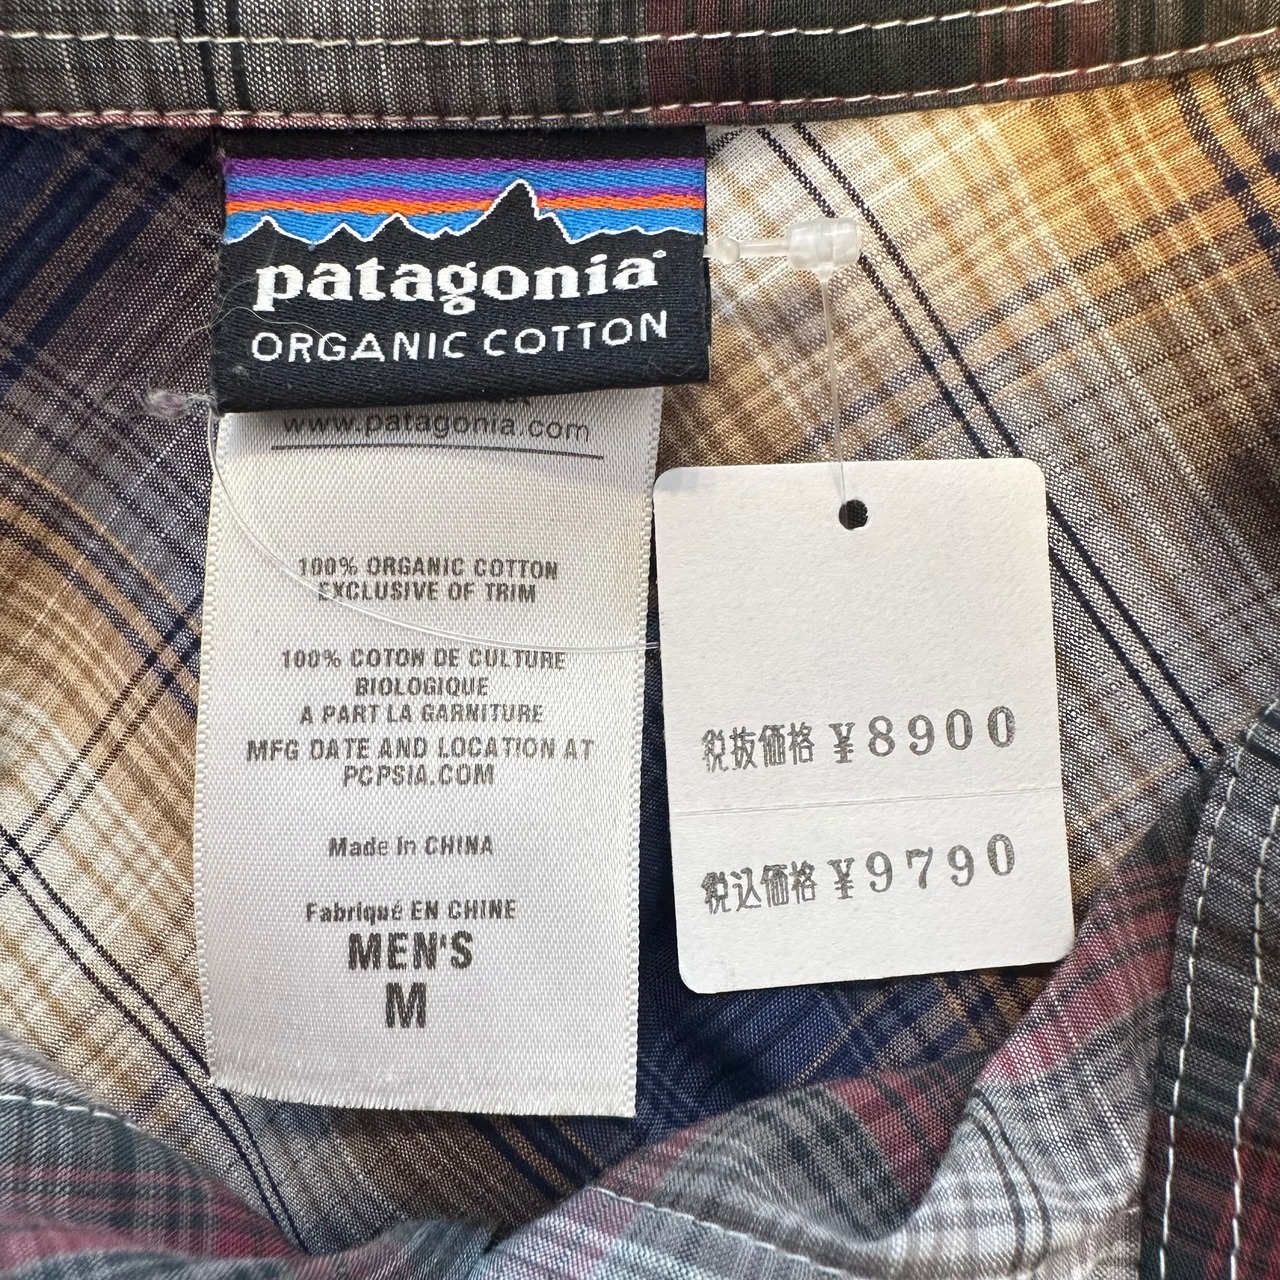 patagonia®
ORGANIC COTTON
www.patagonia.com
100% ORGANIC COTTON
EXCLUSIVE OF TRIM
100% COTON DE CULTURE
BIOLOGIQUE
A PART LA GARNITURE
MFG DATE AND LOCATION AT
PCPSIA.COM
Made in CHINA
Fabriqué EN CHINE
MEN'S
M
税抜価格 ¥8900
税込価格 ¥9790